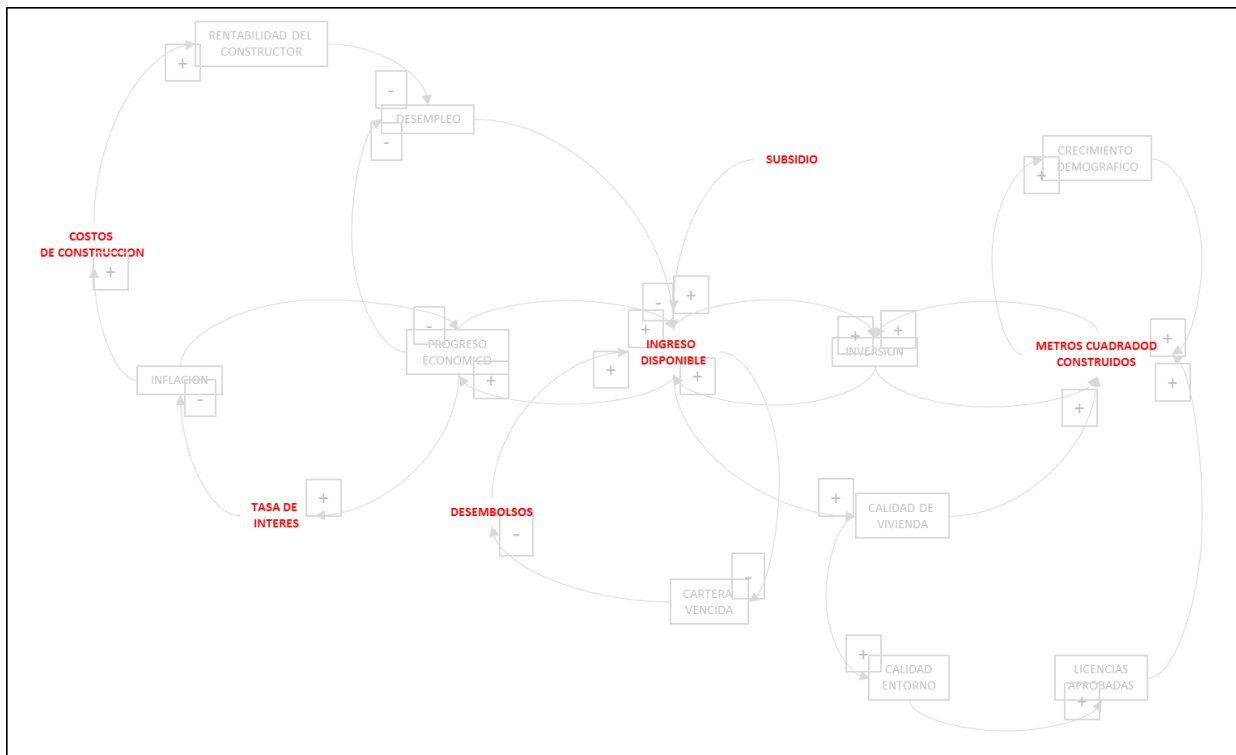 RENTABILIDAD DEL
CONSTRUCTOR
+
-
DESEMPLEO
-
SUBSIDIO
CRECIMIENTO
DEMOGRAFICO
+
COSTOS
DE CONSTRUCCION
+
-
+
-
PROGRESO
ECONOMICO
+
+
INGRESO
DISPONIBLE
+
+
+
+
INVERSION
METROS CUADRADOD
CONSTRUIDOS
+
+
+
INFLACION
-
+
TASA DE
INTERES
DESEMBOLSOS
-
+
CALIDAD DE
VIVIENDA
CARTERA
VENCIDA
-
+
CALIDAD
ENTORNO
LICENCIAS
APROBADAS
+